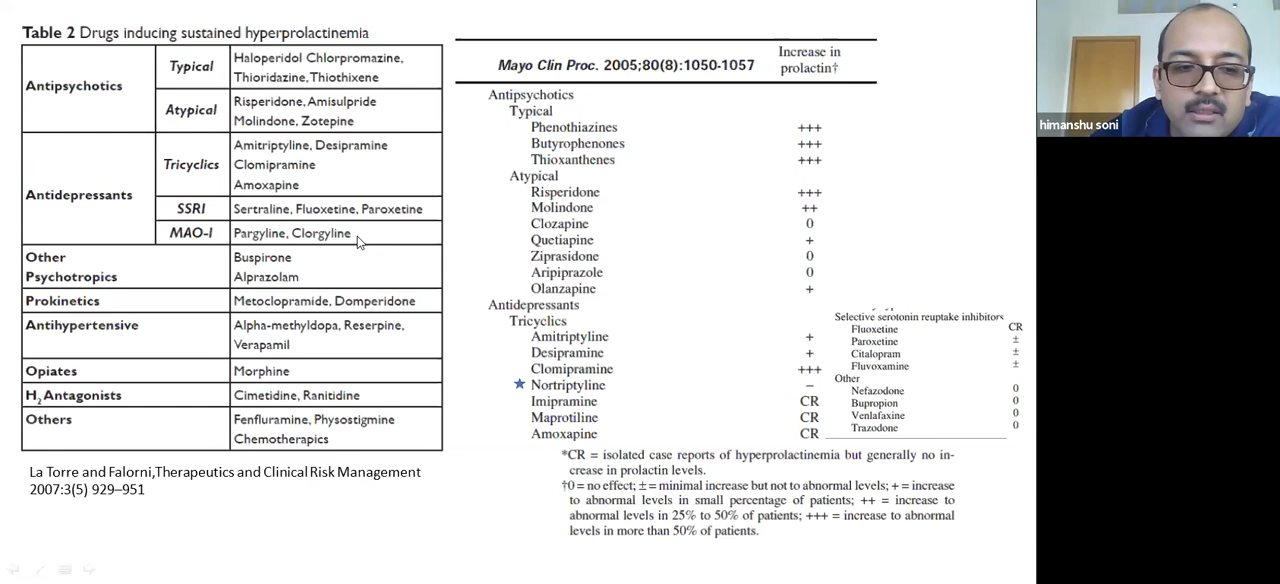 Table 2 Drugs inducing sustained hyperprolactinemia
Antipsychotics
Typical
Haloperidol Chlorpromazine,
Thioridazine, Thiothixene
Atypical
Risperidone, Amisulpride
Molindone, Zotepine
Antidepressants
Tricyclics
Amitriptyline, Desipramine
Clomipramine
Amoxapine
SSRI
Sertraline, Fluoxetine, Paroxetine
MAO-I
Pargyline, Clorgyline
Other
Psychotropics
Buspirone
Alprazolam
Prokinetics
Metoclopramide, Domperidone
Antihypertensive
Alpha-methyldopa, Reserpine,
Verapamil
Opiates
Morphine
H2 Antagonists
Cimetidine, Ranitidine
Others
Fenfluramine, Physostigmine
Chemotherapics
La Torre and Falorni,Therapeutics and Clinical Risk Management
2007:3(5) 929–951
Mayo Clin Proc. 2005;80(8):1050-1057
Increase in
prolactin†
Antipsychotics
Typical
Phenothiazines +++
Butyrophenones +++
Thioxanthenes +++
Atypical
Risperidone +++
Molindone ++
Clozapine 0
Quetiapine +
Ziprasidone 0
Aripiprazole 0
Olanzapine +
Antidepressants
Tricyclics
Amitriptyline +
Desipramine +
Clomipramine +++
Nortriptyline –
Imipramine CR
Maprotiline CR
Amoxapine CR
Selective serotonin reuptake inhibitors
Fluoxetine CR
Paroxetine ±
Citalopram ±
Fluvoxamine ±
Other
Nefazodone 0
Bupropion 0
Venlafaxine 0
Trazodone 0
*CR = isolated case reports of hyperprolactinemia but generally no in-
crease in prolactin levels.
†0 = no effect; ± = minimal increase but not to abnormal levels; + = increase
to abnormal levels in small percentage of patients; ++ = increase to
abnormal levels in 25% to 50% of patients; +++ = increase to abnormal
levels in more than 50% of patients.
himanshu soni